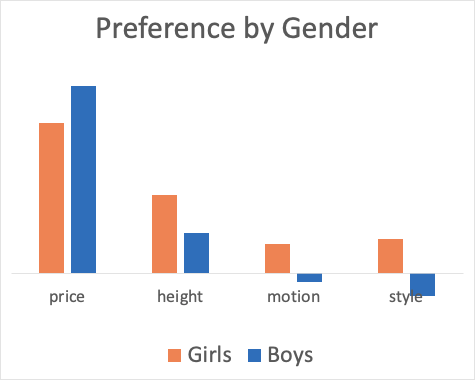 Preference by Gender
price height motion style
Girls Boys